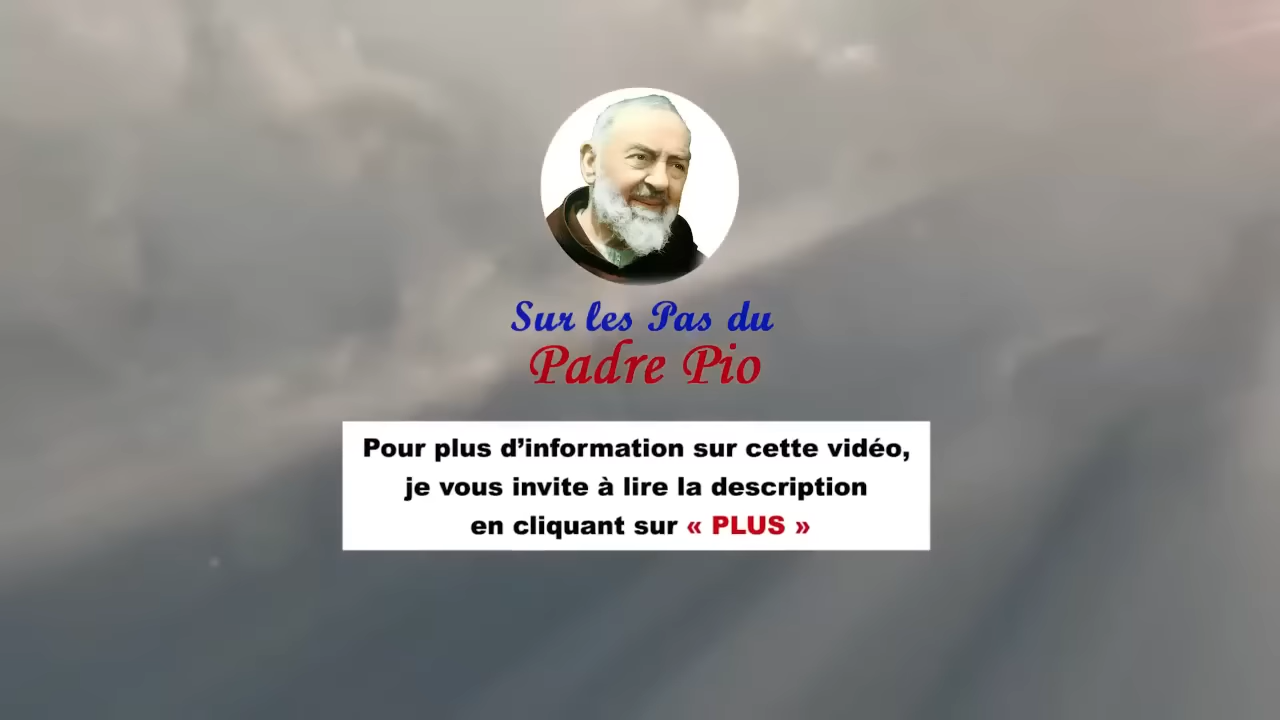 Sur les Pas du
Padre Pio
Pour plus d’information sur cette vidéo,
je vous invite à lire la description
en cliquant sur « PLUS »